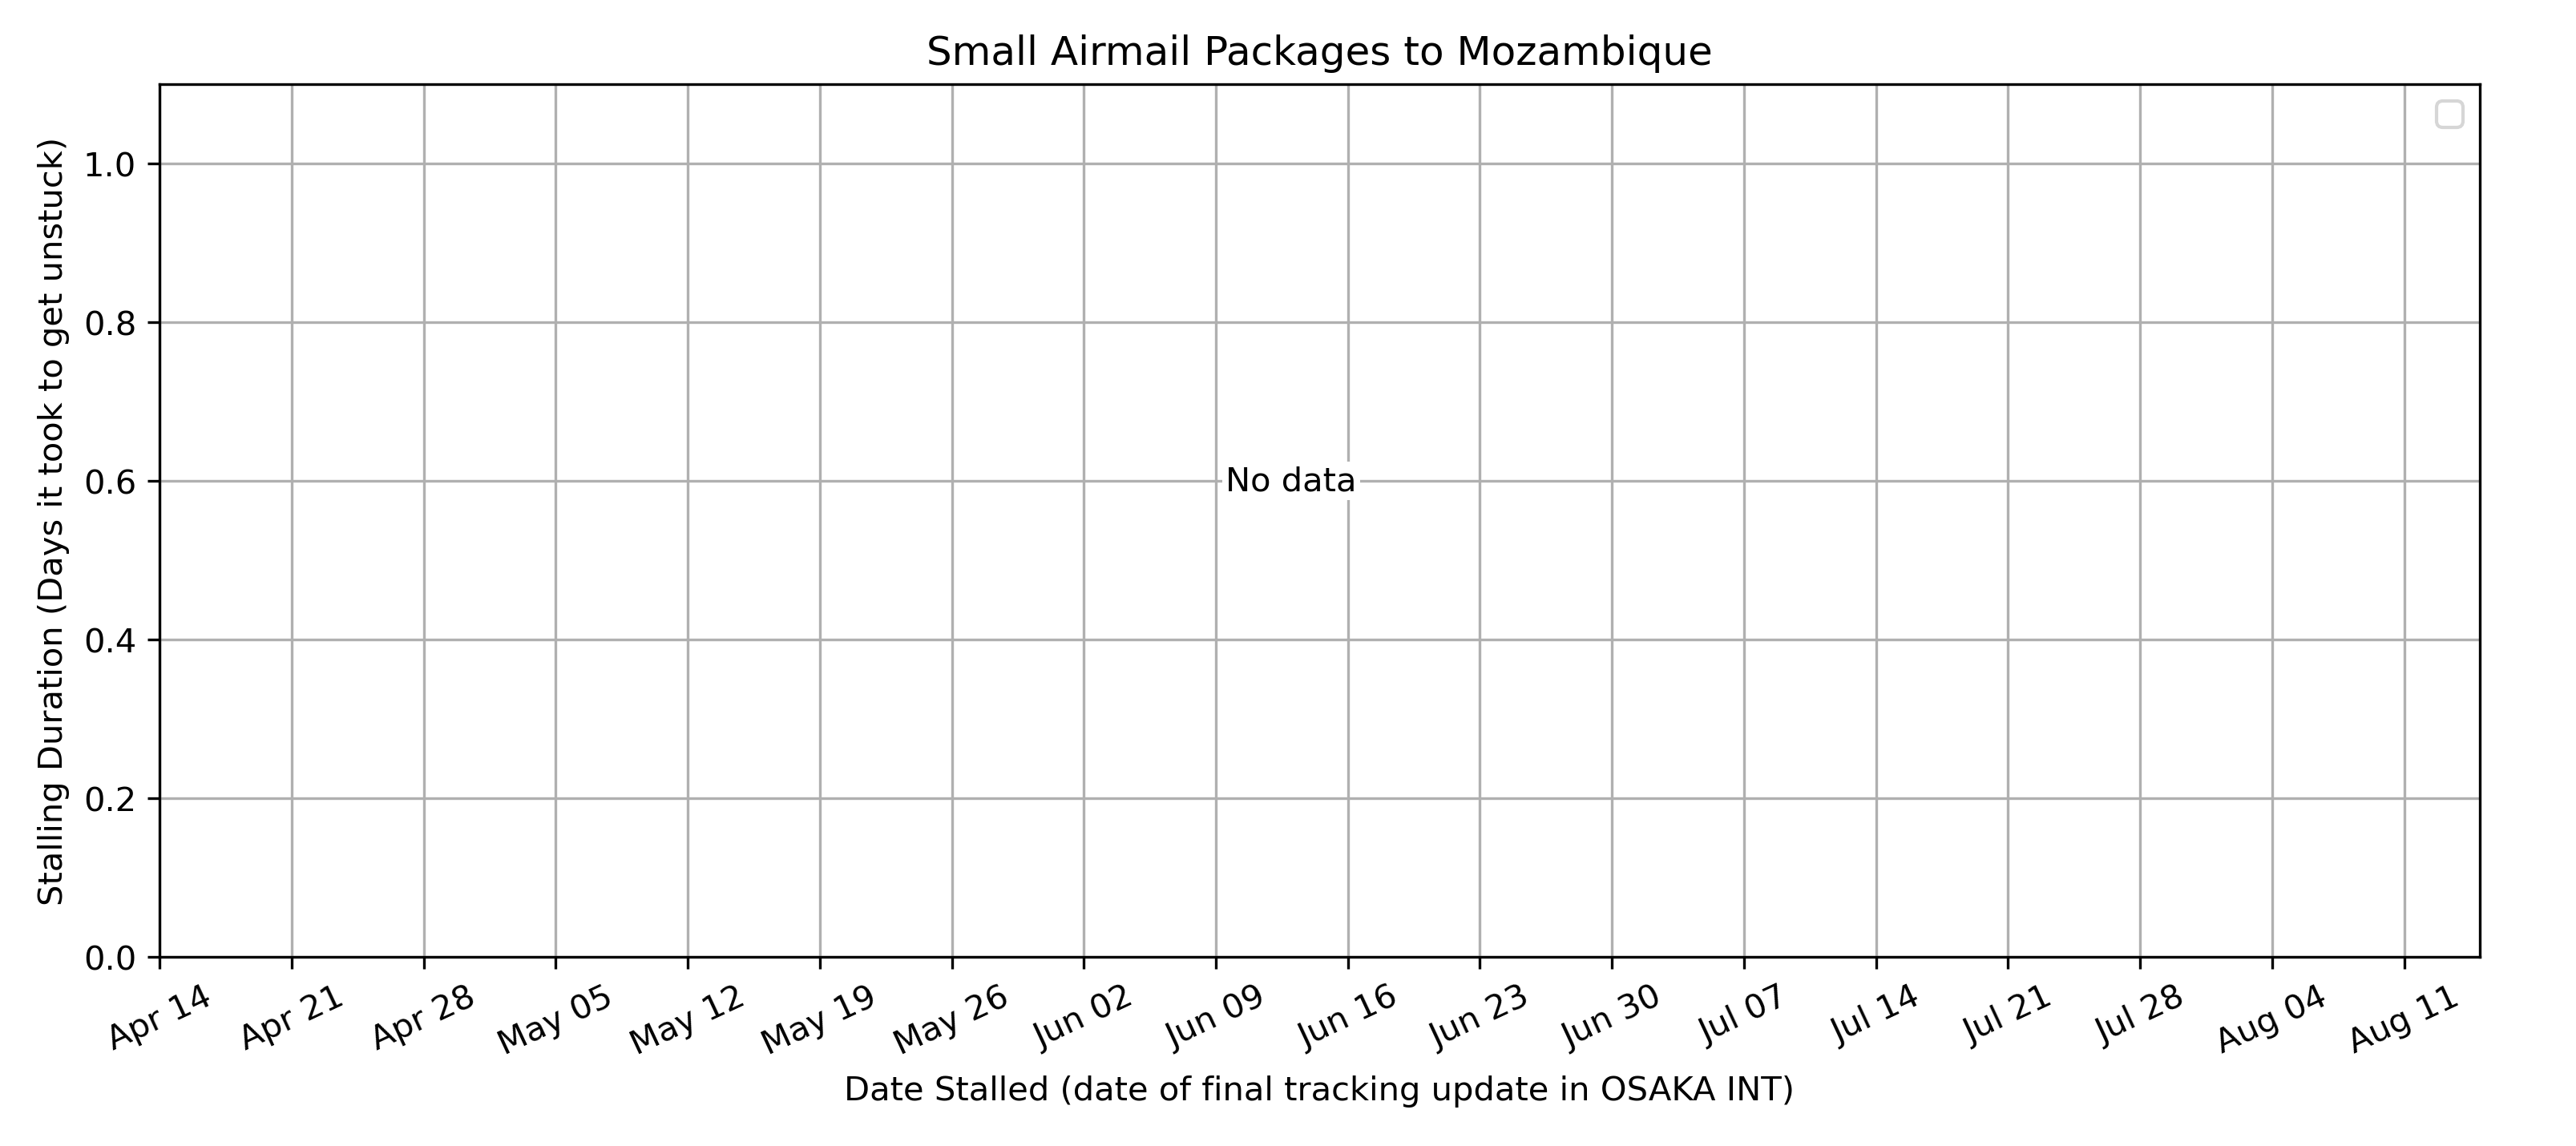 Small Airmail Packages to Mozambique
Stalling Duration (Days it took to get unstuck)
1.0
0.8
0.6
0.4
0.2
0.0
No data
Apr 14
Apr 21
Apr 28
May 05
May 12
May 19
May 26
Jun 02
Jun 09
Jun 16
Jun 23
Jun 30
Jul 07
Jul 14
Jul 21
Jul 28
Aug 04
Aug 11
Date Stalled (date of final tracking update in OSAKA INT)